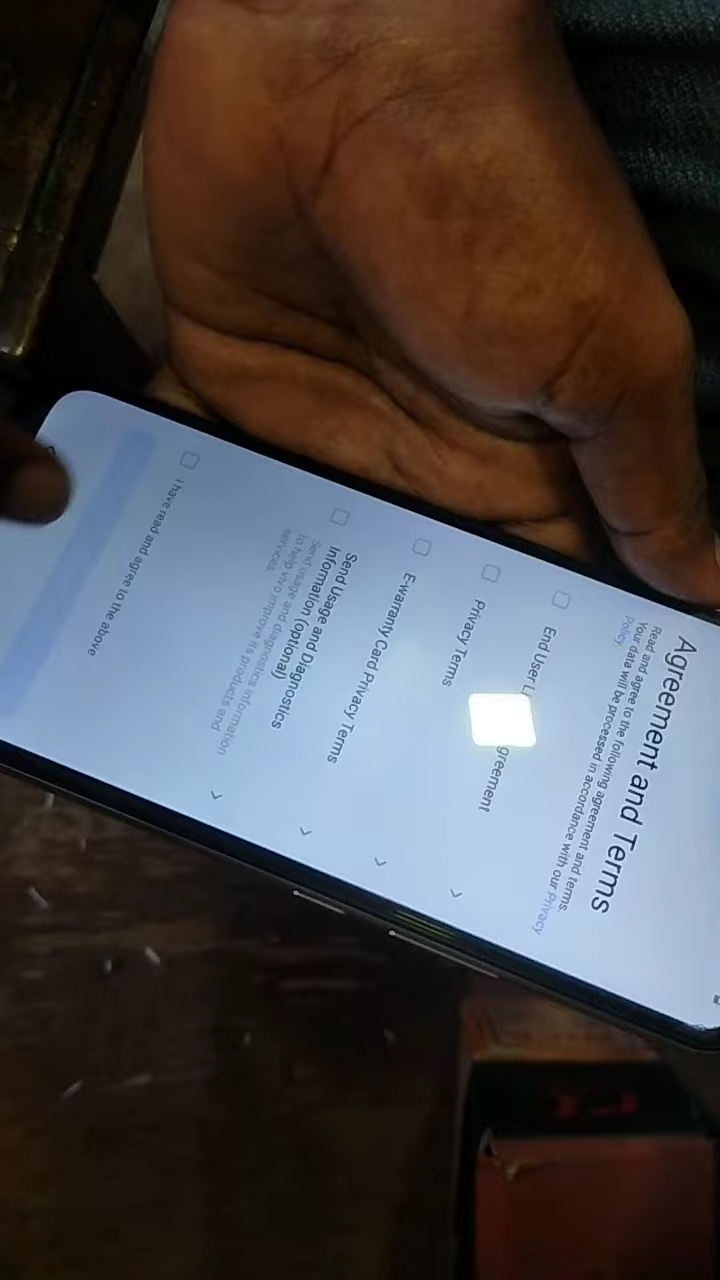 Agreement and Terms
Read and agree to the following agreement and terms.
Your data will be processed in accordance with our Privacy
Policy.
End User L greement
Privacy Terms
E-warranty Card Privacy Terms
Send Usage and Diagnostics
Information (optional)
Send usage and diagnostics information
to help vivo improve its products and
services.
I have read and agree to the above